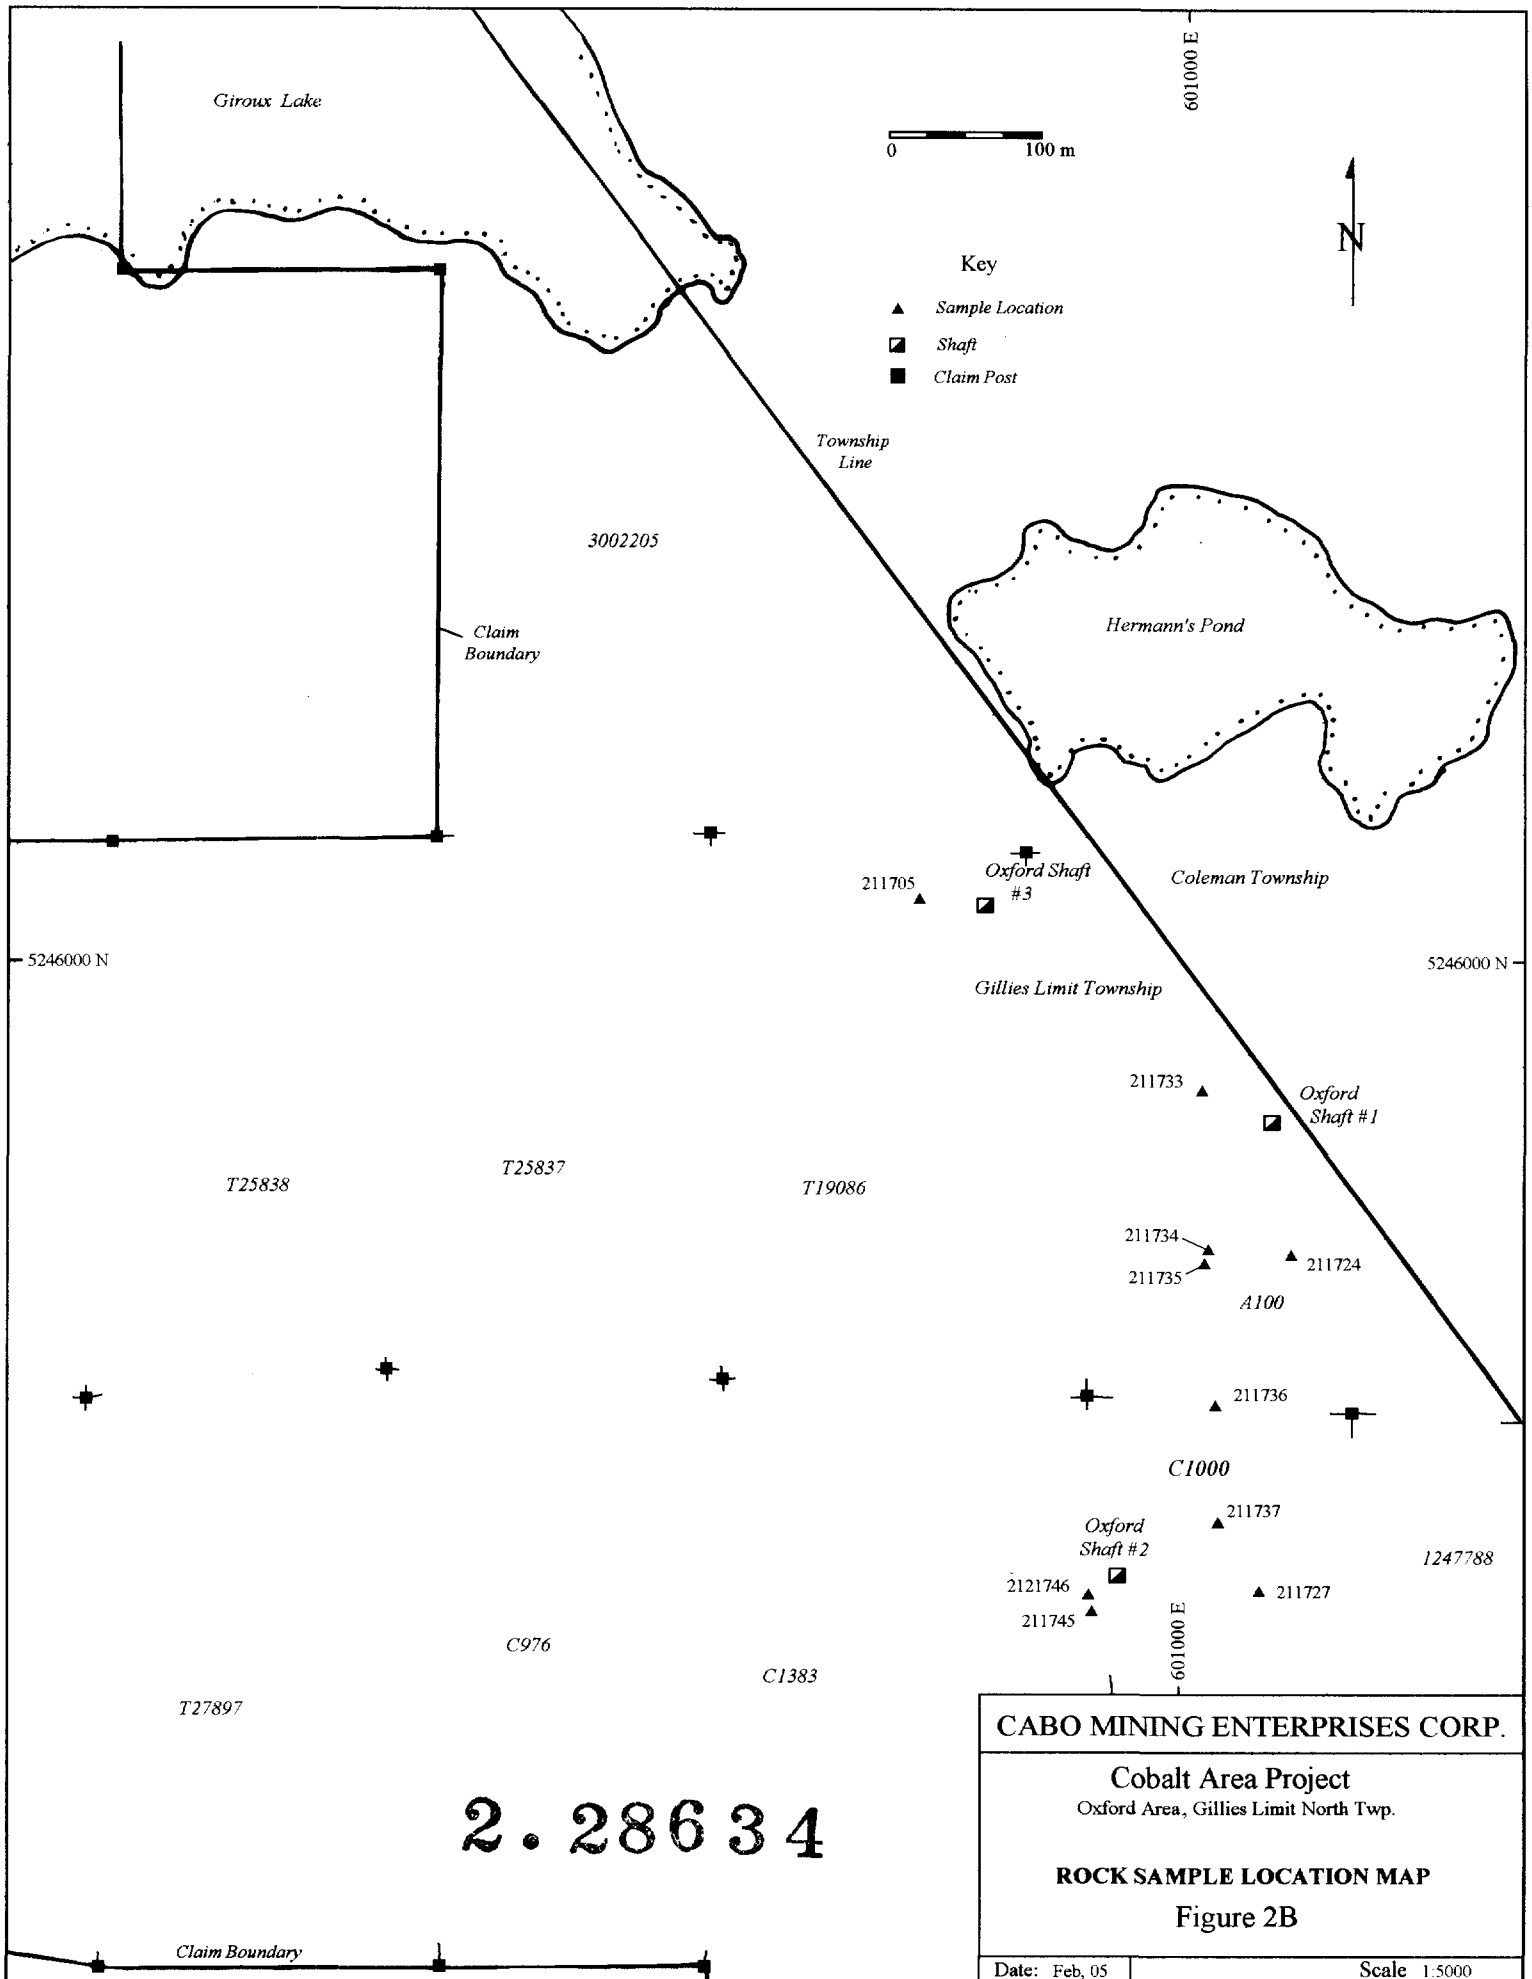 601000 E
Giroux Lake
0 100 m
N
Key
Sample Location
Shaft
Claim Post
Township
Line
3002205
Hermann's Pond
Claim
Boundary
Oxford Shaft
#3
211705
Coleman Township
5246000 N
5246000 N
Gillies Limit Township
211733
Oxford
Shaft #1
T25838
T25837
T19086
211734
211735
211724
A100
211736
C1000
211737
Oxford
Shaft #2
1247788
2121746
211745
211727
601000 E
C976
C1383
T27897
CABO MINING ENTERPRISES CORP.
Cobalt Area Project
Oxford Area, Gillies Limit North Twp.
ROCK SAMPLE LOCATION MAP
Figure 2B
2.28634
Claim Boundary
Date: Feb, 05
Scale 1:5000